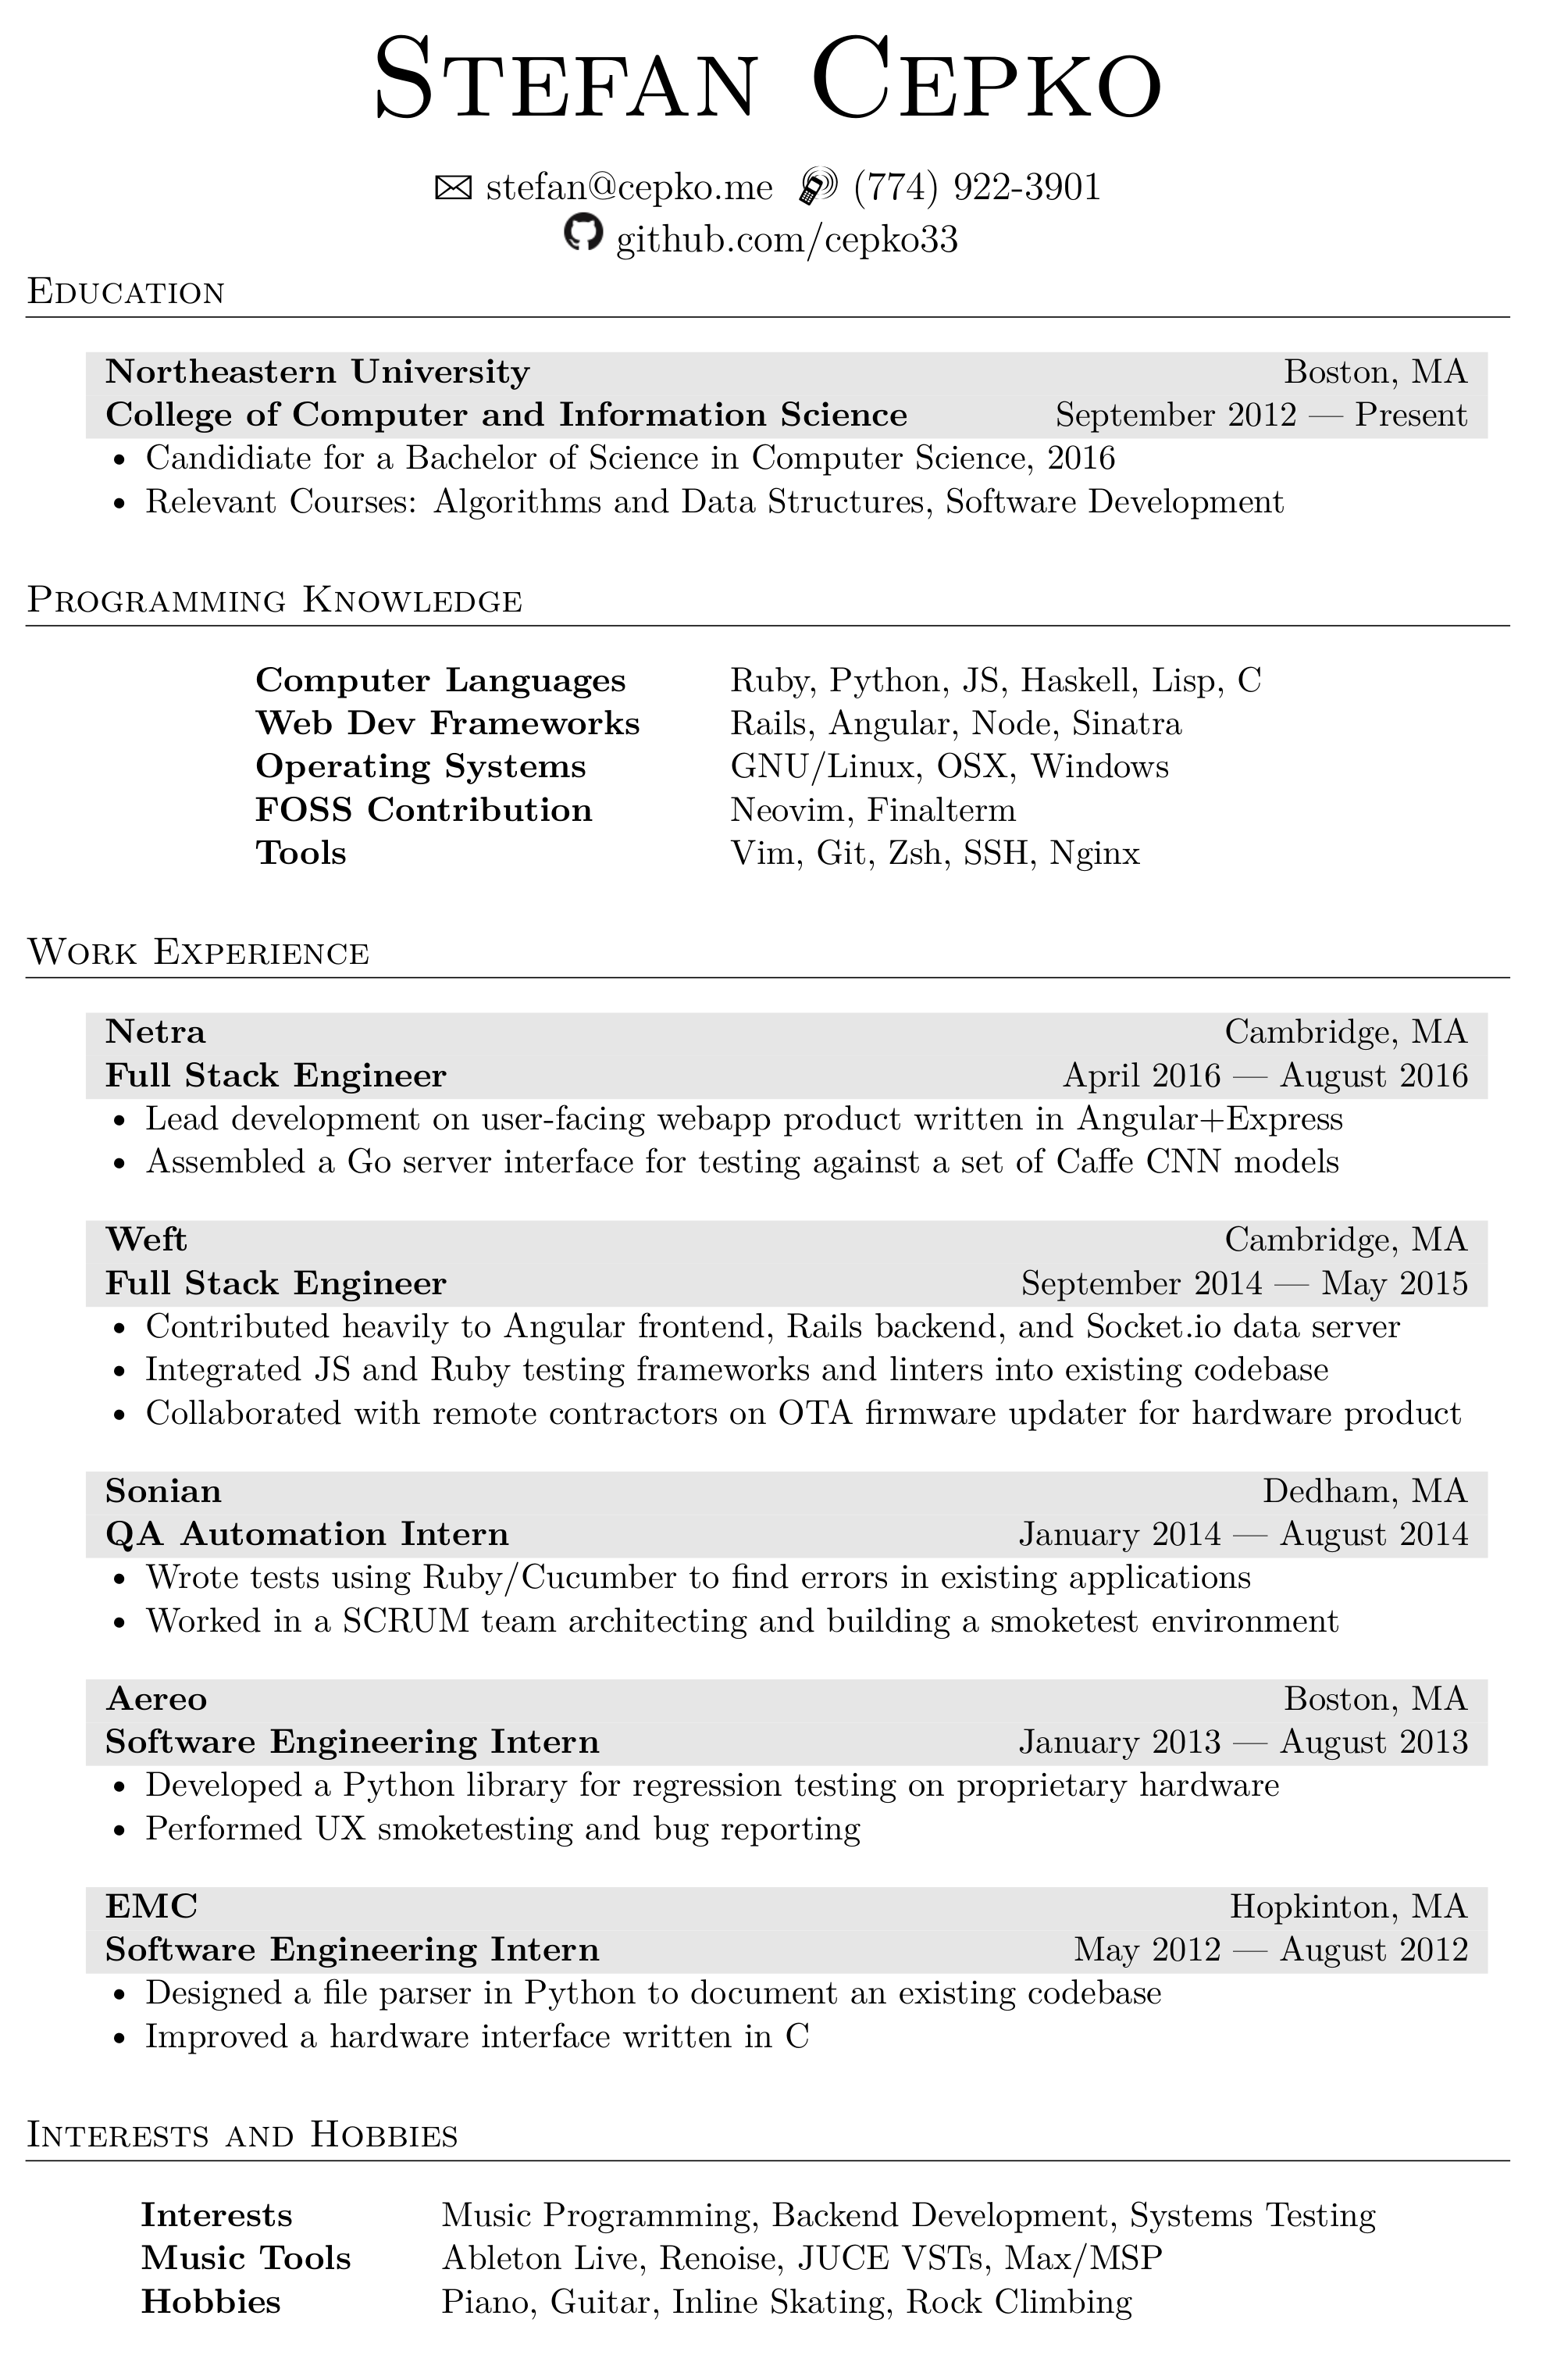 Stefan Cepko
stefan@cepko.me (774) 922-3901
github.com/cepko33
Education
Northeastern University Boston, MA
College of Computer and Information Science September 2012 — Present
• Candidiate for a Bachelor of Science in Computer Science, 2016
• Relevant Courses: Algorithms and Data Structures, Software Development
Programming Knowledge
Computer Languages Ruby, Python, JS, Haskell, Lisp, C
Web Dev Frameworks Rails, Angular, Node, Sinatra
Operating Systems GNU/Linux, OSX, Windows
FOSS Contribution Neovim, Finalterm
Tools Vim, Git, Zsh, SSH, Nginx
Work Experience
Netra Cambridge, MA
Full Stack Engineer April 2016 — August 2016
• Lead development on user-facing webapp product written in Angular+Express
• Assembled a Go server interface for testing against a set of Caffe CNN models
Weft Cambridge, MA
Full Stack Engineer September 2014 — May 2015
• Contributed heavily to Angular frontend, Rails backend, and Socket.io data server
• Integrated JS and Ruby testing frameworks and linters into existing codebase
• Collaborated with remote contractors on OTA firmware updater for hardware product
Sonian Dedham, MA
QA Automation Intern January 2014 — August 2014
• Wrote tests using Ruby/Cucumber to find errors in existing applications
• Worked in a SCRUM team architecting and building a smoketest environment
Aereo Boston, MA
Software Engineering Intern January 2013 — August 2013
• Developed a Python library for regression testing on proprietary hardware
• Performed UX smoketesting and bug reporting
EMC Hopkinton, MA
Software Engineering Intern May 2012 — August 2012
• Designed a file parser in Python to document an existing codebase
• Improved a hardware interface written in C
Interests and Hobbies
Interests Music Programming, Backend Development, Systems Testing
Music Tools Ableton Live, Renoise, JUCE VSTs, Max/MSP
Hobbies Piano, Guitar, Inline Skating, Rock Climbing